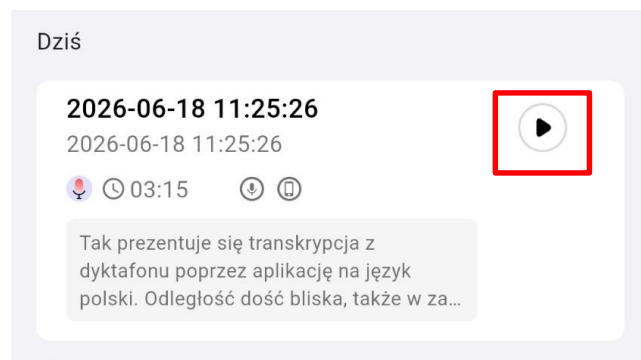 Dziś
2026-06-18 11:25:26
2026-06-18 11:25:26
03:15
Tak prezentuje się transkrypcja z
dyktafonu poprzez aplikację na język
polski. Odległość dość bliska, także w za...